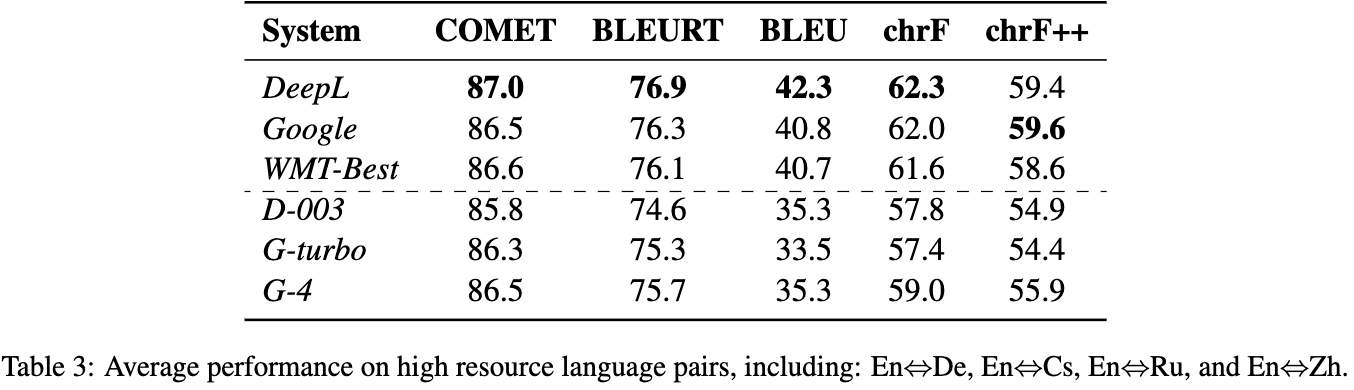 System COMET BLEURT BLEU chrF chrF++
DeepL 87.0 76.9 42.3 62.3 59.4
Google 86.5 76.3 40.8 62.0 59.6
WMT-Best 86.6 76.1 40.7 61.6 58.6
D-003 85.8 74.6 35.3 57.8 54.9
G-turbo 86.3 75.3 33.5 57.4 54.4
G-4 86.5 75.7 35.3 59.0 55.9
Table 3: Average performance on high resource language pairs, including: En⇔De, En⇔Cs, En⇔Ru, and En⇔Zh.